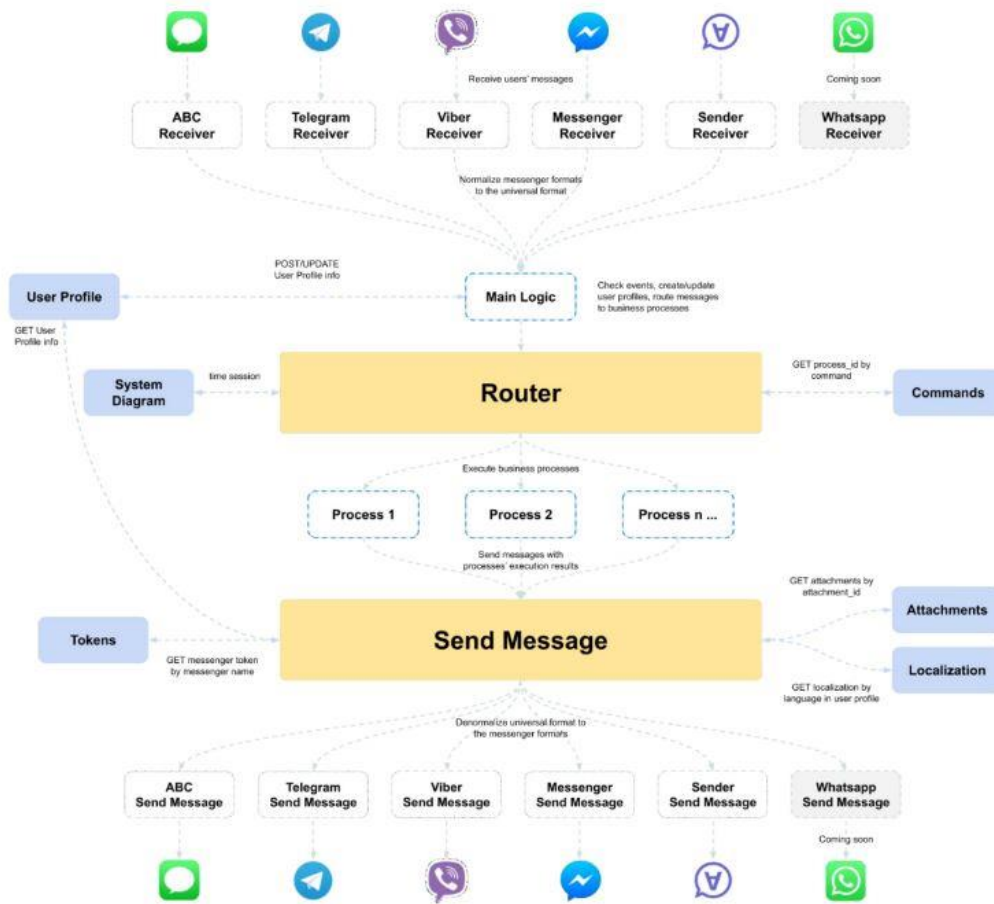 Receive users' messages
Coming soon
ABC
Receiver
Telegram
Receiver
Viber
Receiver
Messenger
Receiver
Sender
Receiver
Whatsapp
Receiver
Normalize messenger formats
to the universal format
POST/UPDATE
User Profile info
User Profile
Main Logic
Check events, create/update
user profiles, route messages
to business processes
GET User
Profile info
System
Diagram
time session
Router
GET process_id by
command
Commands
Execute business processes
Process 1
Process 2
Process n ...
Send messages with
processes' execution results
GET attachments by
attachment_id
Attachments
Tokens
Send Message
GET messenger token
by messenger name
Localization
GET localization by
language in user profile
Denormalize universal format to
the messenger formats
ABC
Send Message
Telegram
Send Message
Viber
Send Message
Messenger
Send Message
Sender
Send Message
Whatsapp
Send Message
Coming soon